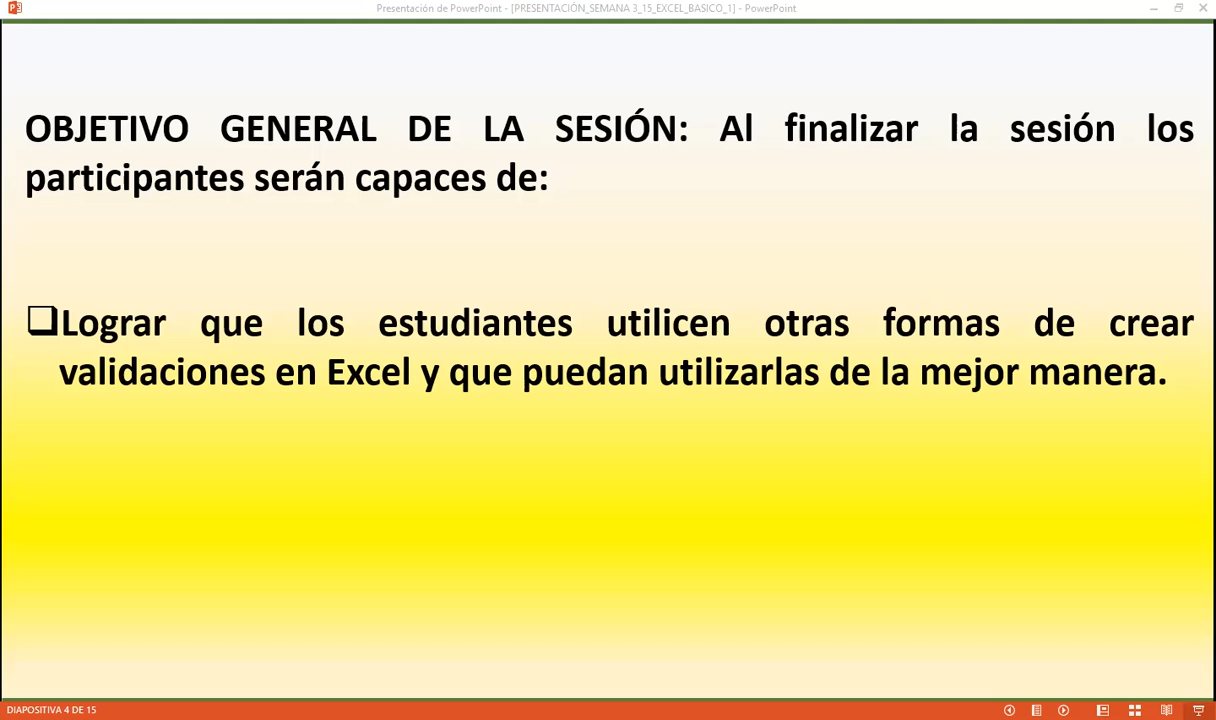 Presentación de PowerPoint - [PRESENTACIÓN_SEMANA 3_15_EXCEL_BASICO_1] - PowerPoint
OBJETIVO GENERAL DE LA SESIÓN: Al finalizar la sesión los
participantes serán capaces de:
Lograr que los estudiantes utilicen otras formas de crear
validaciones en Excel y que puedan utilizarlas de la mejor manera.
DIAPOSITIVA 4 DE 15